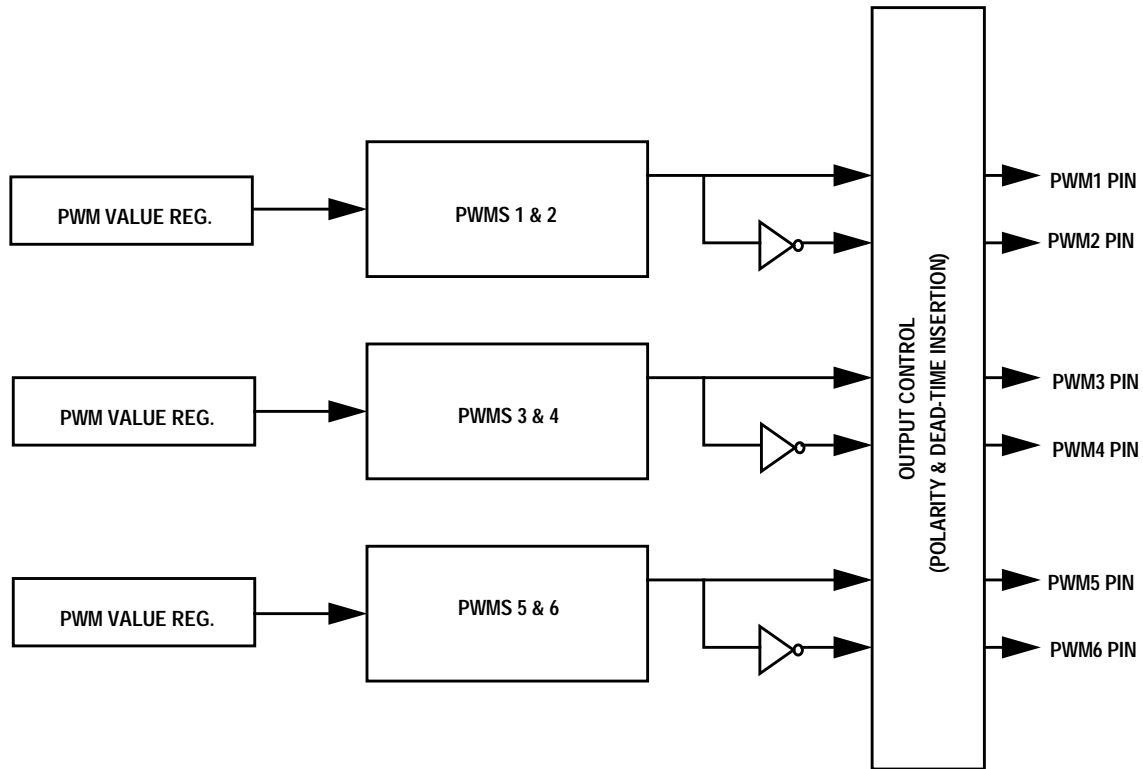 PWM VALUE REG.
PWMS 1 & 2
PWM1 PIN
PWM2 PIN
PWM VALUE REG.
PWMS 3 & 4
PWM3 PIN
PWM4 PIN
PWM VALUE REG.
PWMS 5 & 6
PWM5 PIN
PWM6 PIN
OUTPUT CONTROL
(POLARITY & DEAD-TIME INSERTION)